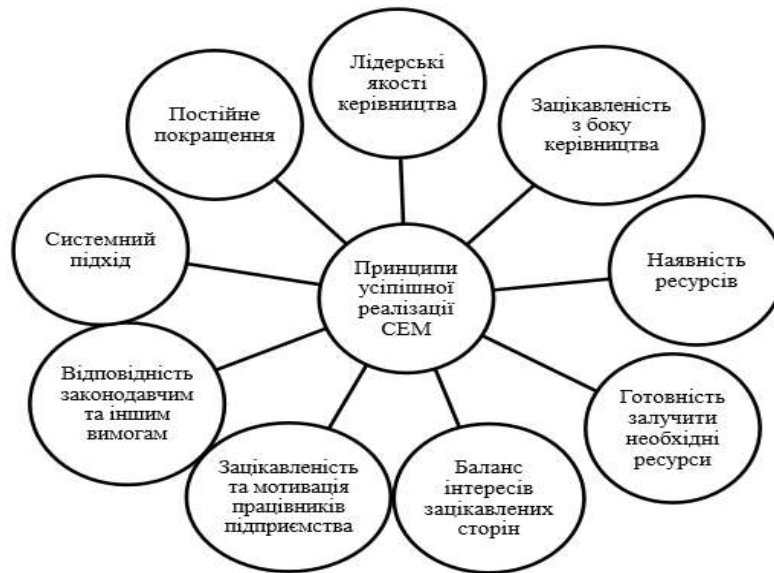 Лідерські
якості
керівництва
Зацікавленість
з боку
керівництва
Наявність
ресурсів
Готовність
залучити
необхідні
ресурси
Баланс
інтересів
зацікавлених
сторін
Зацікавленість
та мотивація
працівників
підприємства
Відповідність
законодавчим
та іншим
вимогам
Системний
підхід
Постійне
покращення
Принципи
усіпішної
реалізації
СЕМ